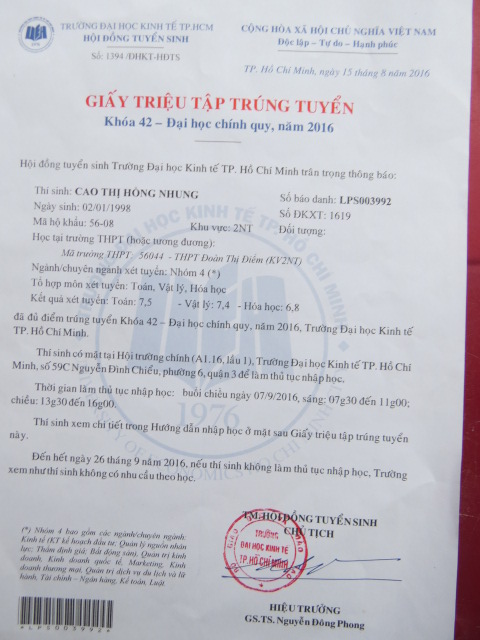 TRƯỜNG ĐẠI HỌC KINH TẾ TP.HCM
HỘI ĐỒNG TUYỂN SINH
Số: 1394 /ĐHKT-HĐTS
CỘNG HÒA XÃ HỘI CHỦ NGHĨA VIỆT NAM
Độc lập – Tự do – Hạnh phúc
TP. Hồ Chí Minh, ngày 15 tháng 8 năm 2016
GIẤY TRIỆU TẬP TRÚNG TUYỂN
Khóa 42 – Đại học chính quy, năm 2016
Hội đồng tuyển sinh Trường Đại học Kinh tế TP. Hồ Chí Minh trân trọng thông báo:
Thí sinh: CAO THỊ HỒNG NHUNG Số báo danh: LPS003992
Ngày sinh: 02/01/1998 Số ĐKXT: 1619
Mã hộ khẩu: 56-08 Khu vực: 2NT Đối tượng:
Học tại trường THPT (hoặc tương đương):
Mã trường THPT: 56044 - THPT Đoàn Thị Điểm (KV2NT)
Ngành/chuyên ngành xét tuyển: Nhóm 4 (*)
Tổ hợp môn xét tuyển: Toán, Vật lý, Hóa học
Kết quả xét tuyển: Toán: 7,5 - Vật lý: 7,4 - Hóa học: 6,8
đã đủ điểm trúng tuyển Khóa 42 – Đại học chính quy, năm 2016, Trường Đại học Kinh tế
TP. Hồ Chí Minh.
Thí sinh có mặt tại Hội trường chính (A1.16, lầu 1), Trường Đại học Kinh tế TP. Hồ Chí
Minh, số 59C Nguyễn Đình Chiểu, phường 6, quận 3 để làm thủ tục nhập học.
Thời gian làm thủ tục nhập học: buổi chiều ngày 07/9/2016, sáng: 07g30 đến 11g00;
chiều: 13g30 đến 16g00.
Thí sinh xem chi tiết trong Hướng dẫn nhập học ở mặt sau Giấy triệu tập trúng tuyển
này.
Đến hết ngày 26 tháng 9 năm 2016, nếu thí sinh không làm thủ tục nhập học, Trường
xem như thí sinh không có nhu cầu theo học.
TM. HỘI ĐỒNG TUYỂN SINH
CHỦ TỊCH
TRƯỜNG
ĐẠI HỌC KINH TẾ
TP. HỒ CHÍ MINH
(*) Nhóm 4 bao gồm các ngành/chuyên ngành.
Kinh tế (KT kế hoạch đầu tư, Quản lý nguồn nhân
lực; Thẩm định giá; Bất động sản), Quản trị kinh
doanh, Kinh doanh quốc tế, Marketing, Kinh
doanh thương mại, Quản trị dịch vụ du lịch và lữ
hành, Tài chính – Ngân hàng, Kế toán, Luật.
HIỆU TRƯỞNG
GS.TS. Nguyễn Đông Phong
*LPS003992*
1976